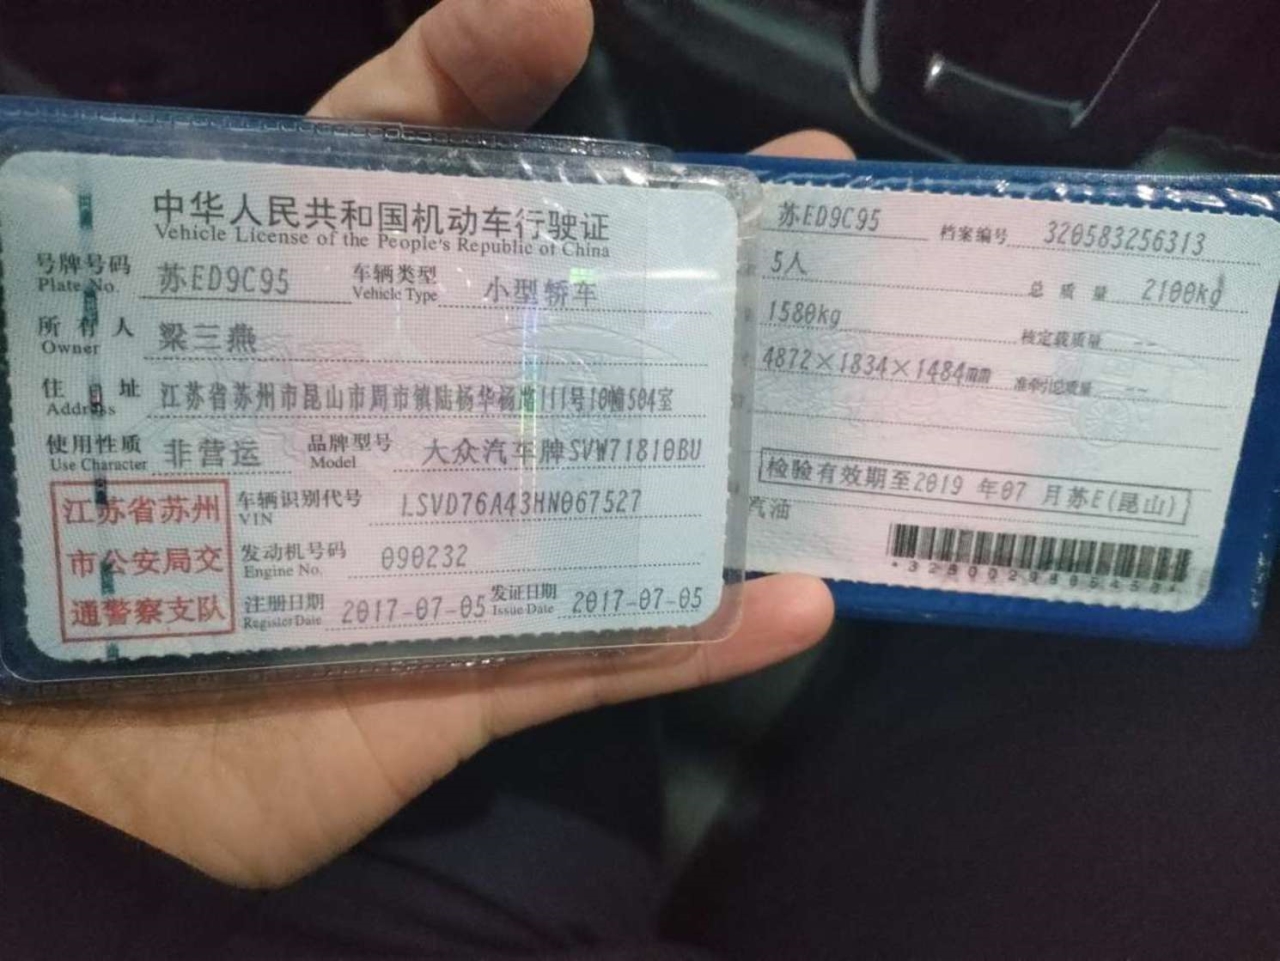 中华人民共和国机动车行驶证
Vehicle License of the People's Republic of China
号牌号码 苏ED9C95 车辆类型 小型轿车
Plate No. Vehicle Type
所有人 梁三燕
Owner
住址 江苏省苏州市昆山市周市镇陆杨华杨路111号10幢504室
Address
使用性质 非营运 品牌型号 大众汽车牌SVW71810BU
Use Character Model
江苏省苏州
市公安局交
通警察支队
车辆识别代号 LSVD76A43HN067527
VIN
发动机号码 090232
Engine No.
注册日期 2017-07-05 发证日期 2017-07-05
Register Date Issue Date
苏ED9C95 档案编号 320583256313
5人 总质量 2100kg
1580kg 核定载质量 --
4872×1834×1484mm 准牵引总质量 --
检验有效期至2019年07月苏E(昆山)
汽油